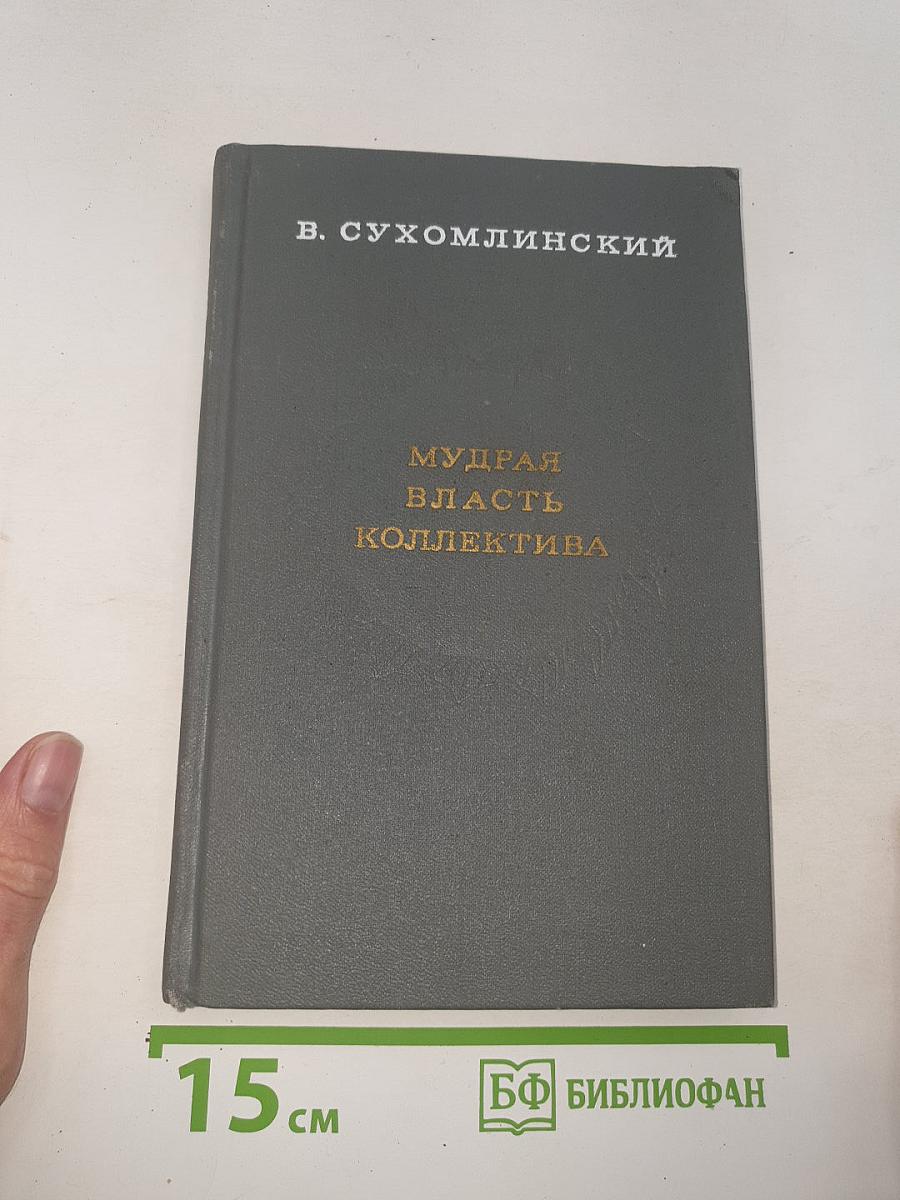 В. СУХОМЛИНСКИЙ
МУДРАЯ
ВЛАСТЬ
КОЛЛЕКТИВА
15 см
БФ БИБЛИОФАН